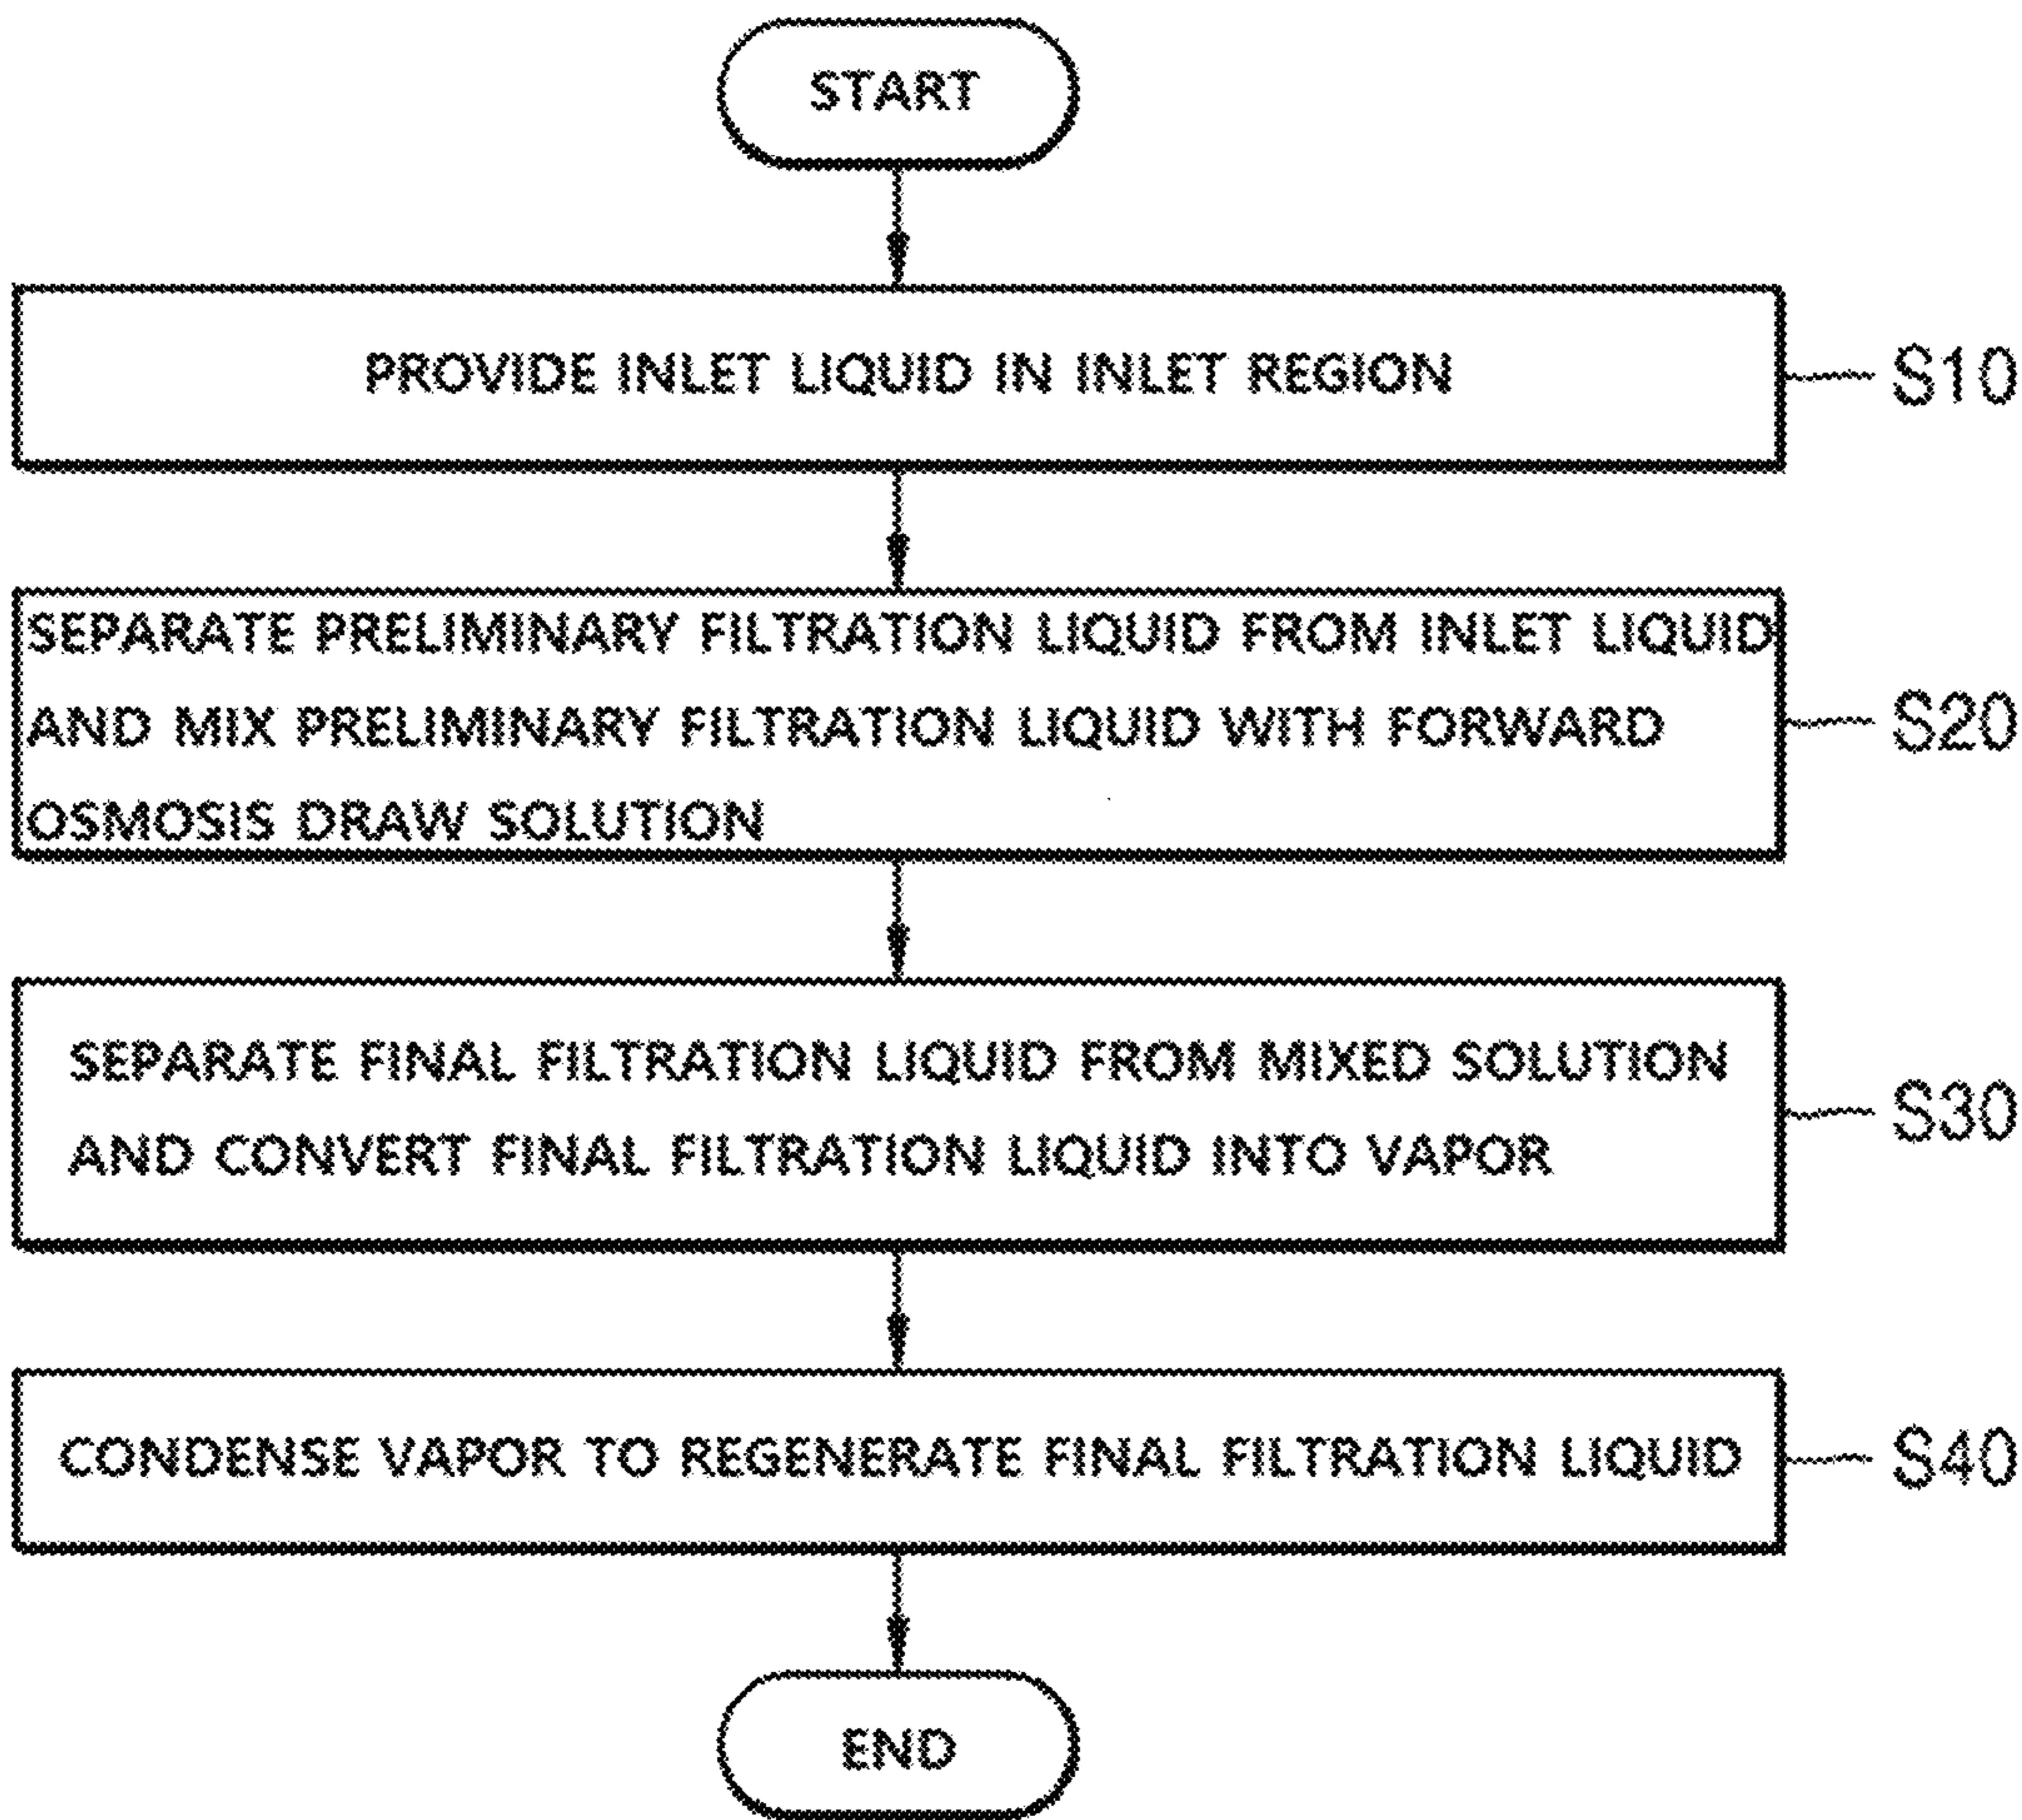 START
PROVIDE INLET LIQUID IN INLET REGION
S10
SEPARATE PRELIMINARY FILTRATION LIQUID FROM INLET LIQUID
AND MIX PRELIMINARY FILTRATION LIQUID WITH FORWARD
OSMOSIS DRAW SOLUTION
S20
SEPARATE FINAL FILTRATION LIQUID FROM MIXED SOLUTION
AND CONVERT FINAL FILTRATION LIQUID INTO VAPOR
S30
CONDENSE VAPOR TO REGENERATE FINAL FILTRATION LIQUID
S40
END